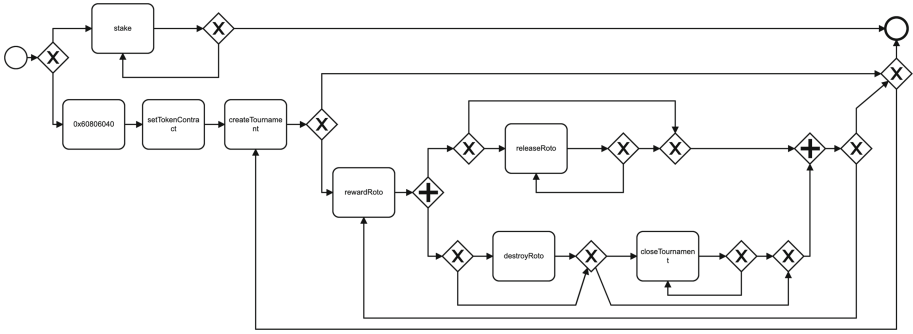 stake
0x60806040
setTokenContra
ct
createTourname
nt
releaseRoto
rewardRoto
destroyRoto
closeTournamen
t